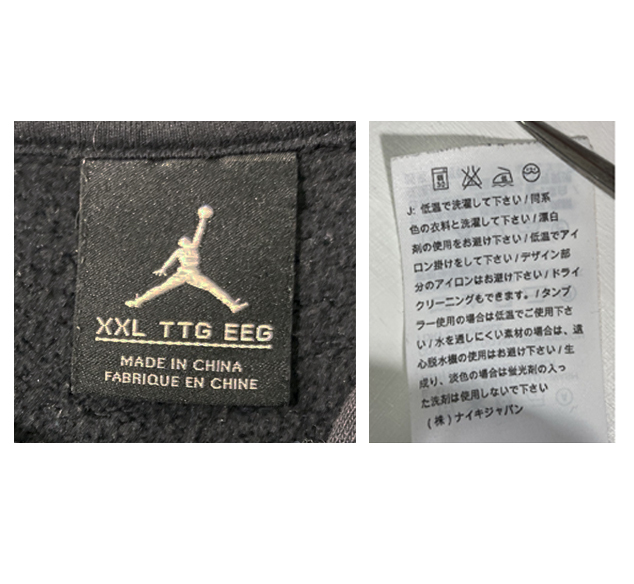 XXL TTG EEG
MADE IN CHINA
FABRIQUE EN CHINE
J: 低温で洗濯して下さい / 同系
色の衣料と洗濯して下さい / 漂白
剤の使用をお避け下さい / 低温でアイ
ロン掛けをして下さい / デザイン部
分のアイロンはお避け下さい / ドライ
クリーニングもできます。 / タンブ
ラー使用の場合は低温でご使用下さ
い / 水を通しにくい素材の場合は、遠
心脱水機の使用はお避け下さい / 生
成り、淡色の場合は蛍光剤の入っ
た洗剤は使用しないで下さい
(株) ナイキジャパン